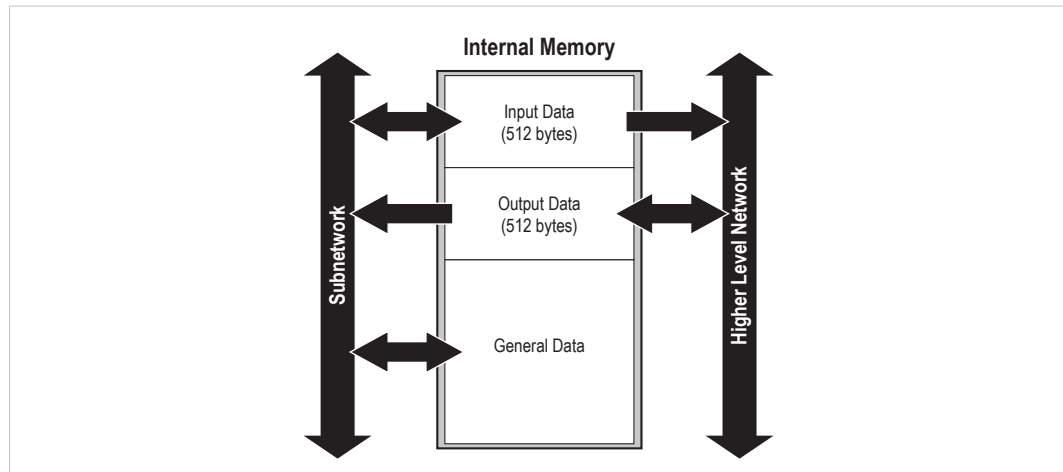 Internal Memory
Input Data
(512 bytes)
Output Data
(512 bytes)
General Data
Subnetwork
Higher Level Network